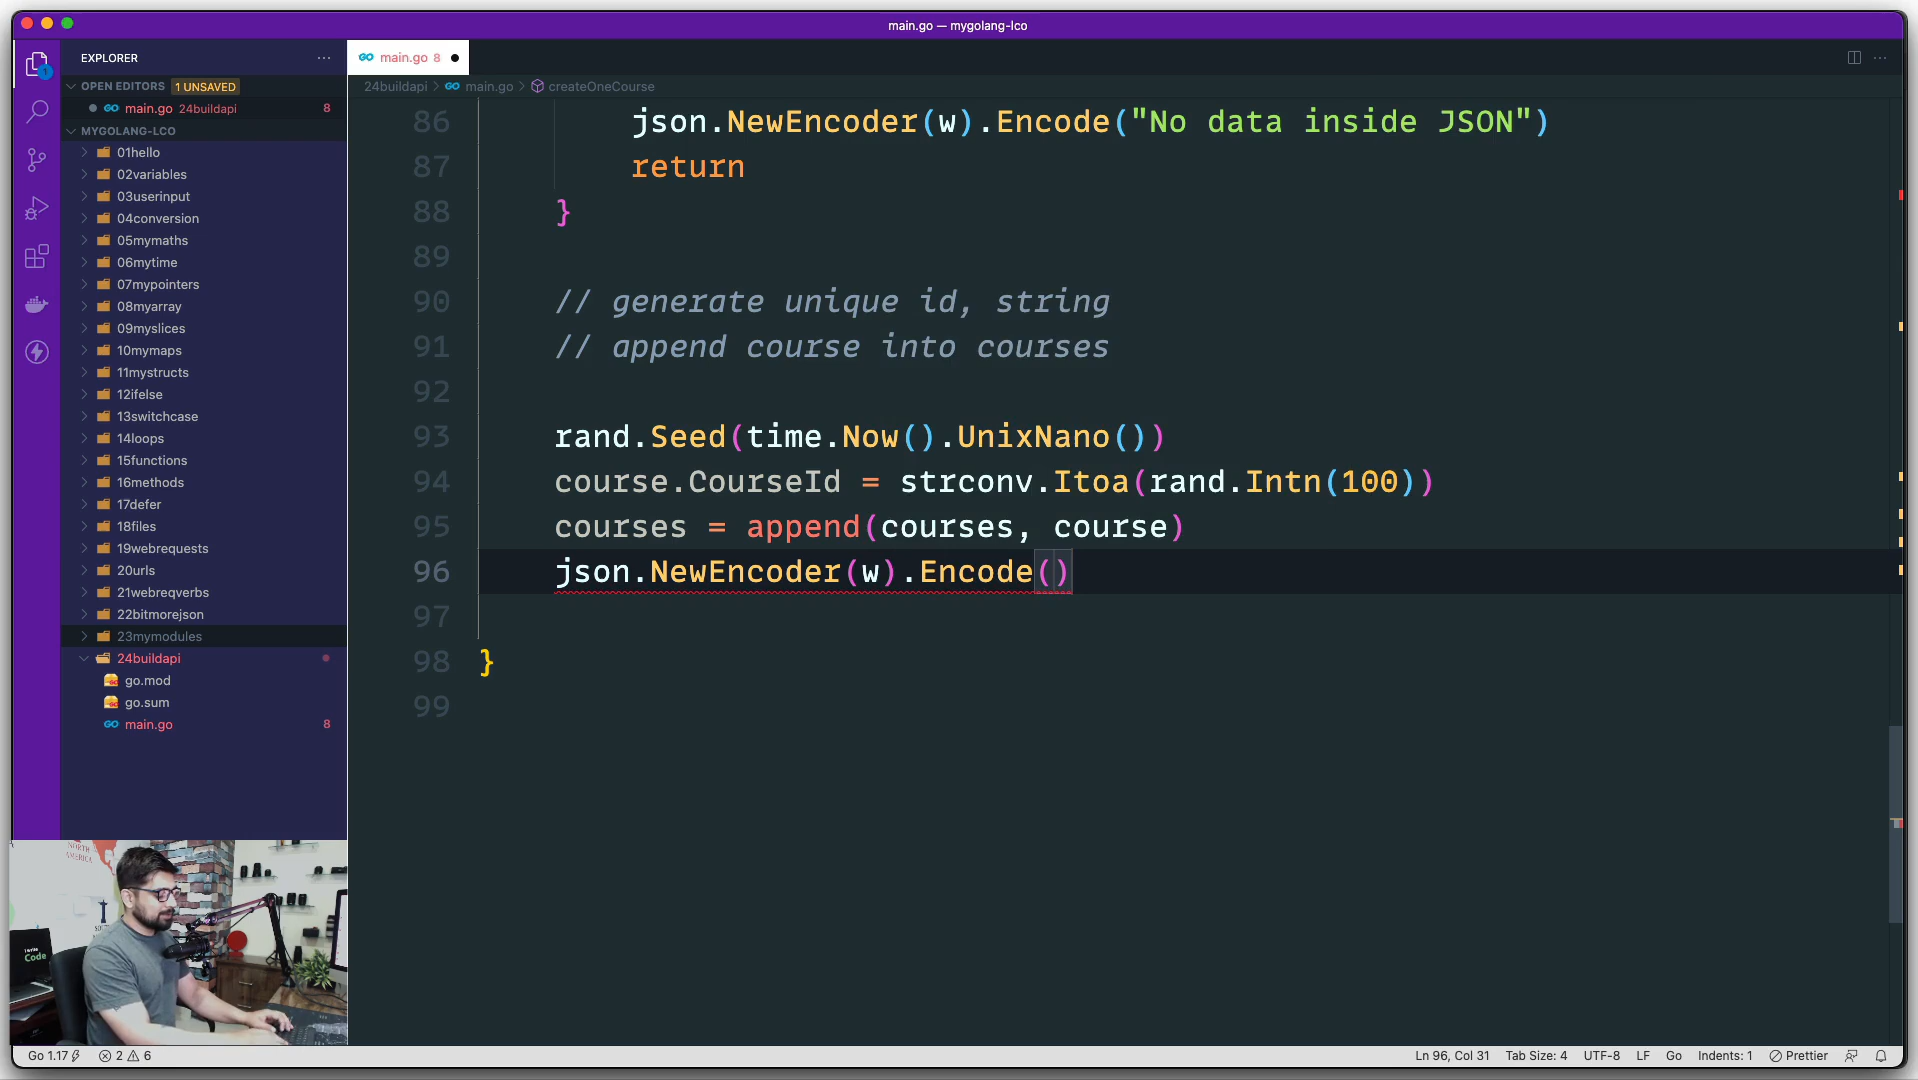 main.go — mygolang-lco
EXPLORER
main.go 8
OPEN EDITORS 1 UNSAVED
main.go 24buildapi 8
MYGOLANG-LCO
01hello
02variables
03userinput
04conversion
05mymaths
06mytime
07mypointers
08myarray
09myslices
10mymaps
11mystructs
12ifelse
13switchcase
14loops
15functions
16methods
17defer
18files
19webrequests
20urls
21webreqverbs
22bitmorejson
23mymodules
24buildapi
go.mod
go.sum
main.go 8
24buildapi > main.go > createOneCourse
86 json.NewEncoder(w).Encode("No data inside JSON")
87 return
88 }
89
90 // generate unique id, string
91 // append course into courses
92
93 rand.Seed(time.Now().UnixNano())
94 course.CourseId = strconv.Itoa(rand.Intn(100))
95 courses = append(courses, course)
96 json.NewEncoder(w).Encode()
97
98 }
99
NORTH
AMERICA
I write
Code
Go 1.17 2 6
Ln 96, Col 31 Tab Size: 4 UTF-8 LF Go Indents: 1 Prettier